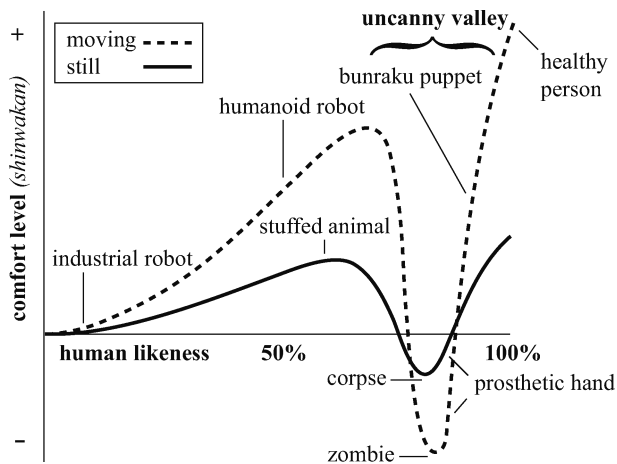 +
moving
still
uncanny valley
bunraku puppet
healthy
person
humanoid robot
stuffed animal
industrial robot
comfort level (shinwakan)
human likeness
50%
100%
corpse
prosthetic hand
-
zombie